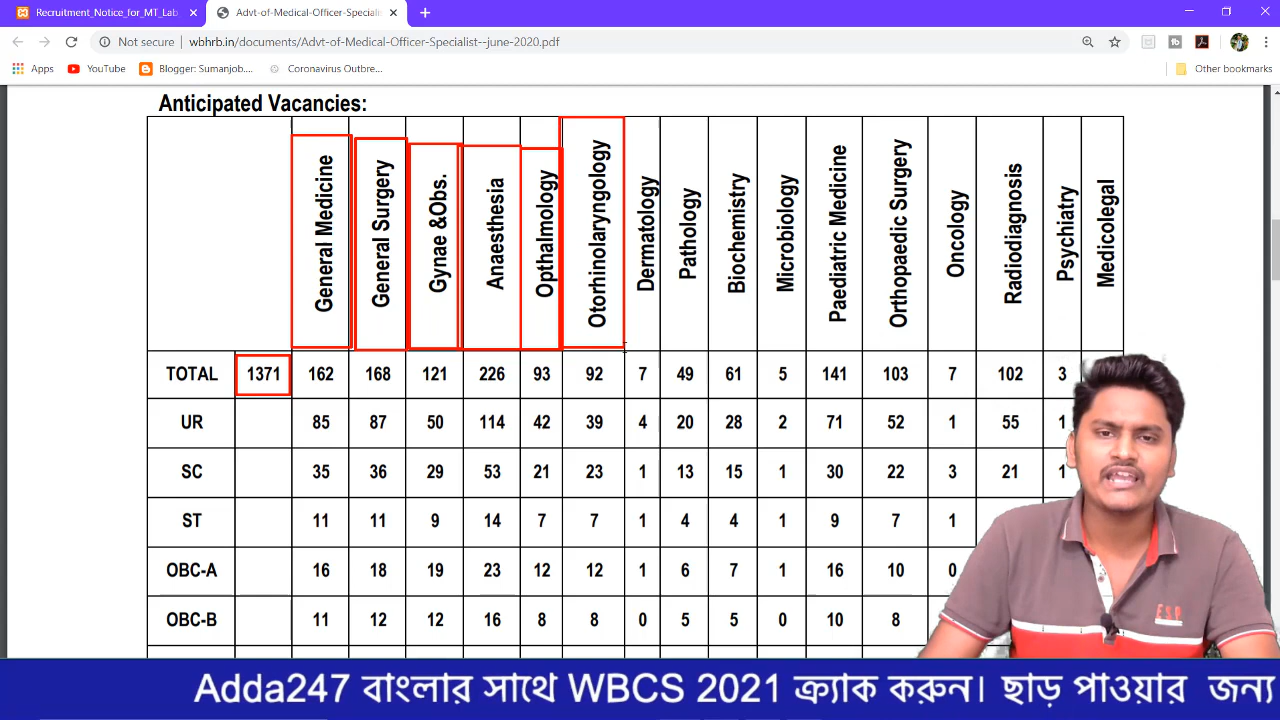 Recruitment_Notice_for_MT_Lab
Advt-of-Medical-Officer-Specialis
Not secure
wbhrb.in/documents/Advt-of-Medical-Officer-Specialist--june-2020.pdf
Apps YouTube Blogger: Sumanjob.... Coronavirus Outbre... Other bookmarks
Anticipated Vacancies:
General Medicine General Surgery Gynae &Obs. Anaesthesia Opthalmology Otorhinolaryngology Dermatology Pathology Biochemistry Microbiology Paediatric Medicine Orthopaedic Surgery Oncology Radiodiagnosis Psychiatry Medicolegal
TOTAL 1371 162 168 121 226 93 92 7 49 61 5 141 103 7 102 3
UR 85 87 50 114 42 39 4 20 28 2 71 52 1 55 1
SC 35 36 29 53 21 23 1 13 15 1 30 22 3 21 1
ST 11 11 9 14 7 7 1 4 4 1 9 7 1
OBC-A 16 18 19 23 12 12 1 6 7 1 16 10 0
OBC-B 11 12 12 16 8 8 0 5 5 0 10 8
E.S.P
Adda247 বাংলার সাথে WBCS 2021 ক্র্যাক করুন। ছাড় পাওয়ার জন্য